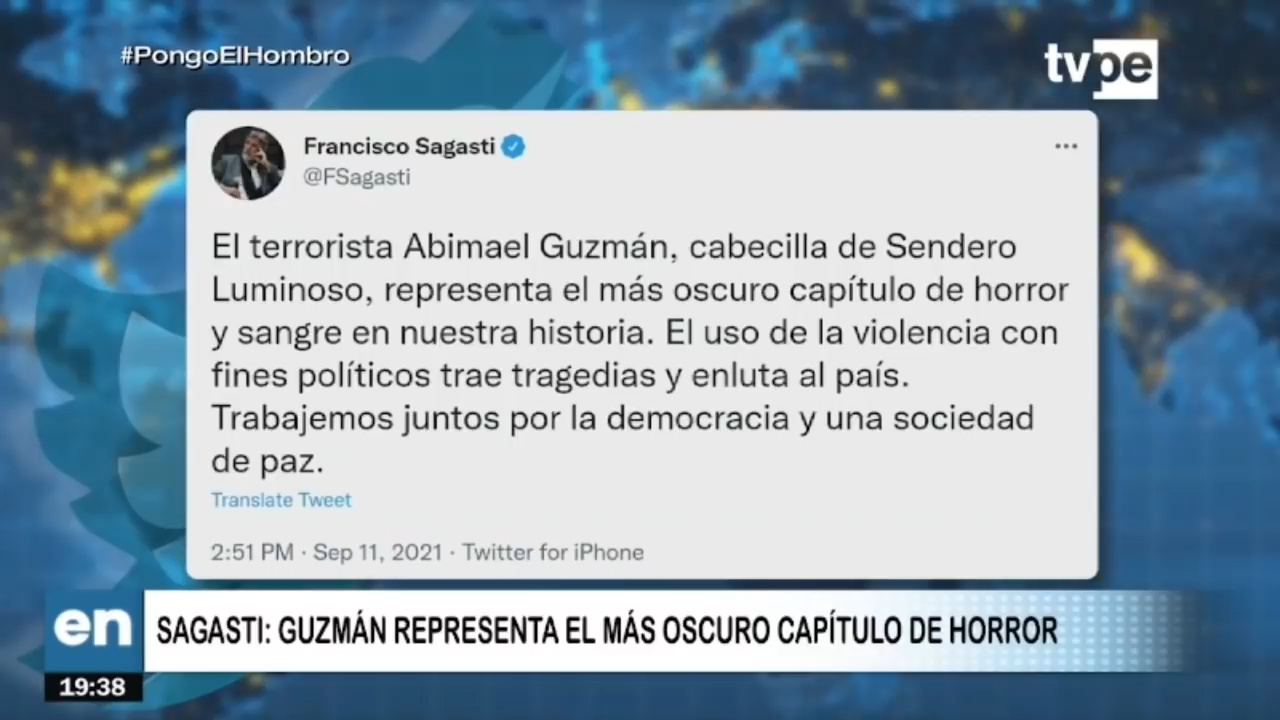 #PongoElHombro
tvpe
Francisco Sagasti
@FSagasti
El terrorista Abimael Guzmán, cabecilla de Sendero
Luminoso, representa el más oscuro capítulo de horror
y sangre en nuestra historia. El uso de la violencia con
fines políticos trae tragedias y enluta al país.
Trabajemos juntos por la democracia y una sociedad
de paz.
Translate Tweet
2:51 PM · Sep 11, 2021 · Twitter for iPhone
en
SAGASTI: GUZMÁN REPRESENTA EL MÁS OSCURO CAPÍTULO DE HORROR
19:38